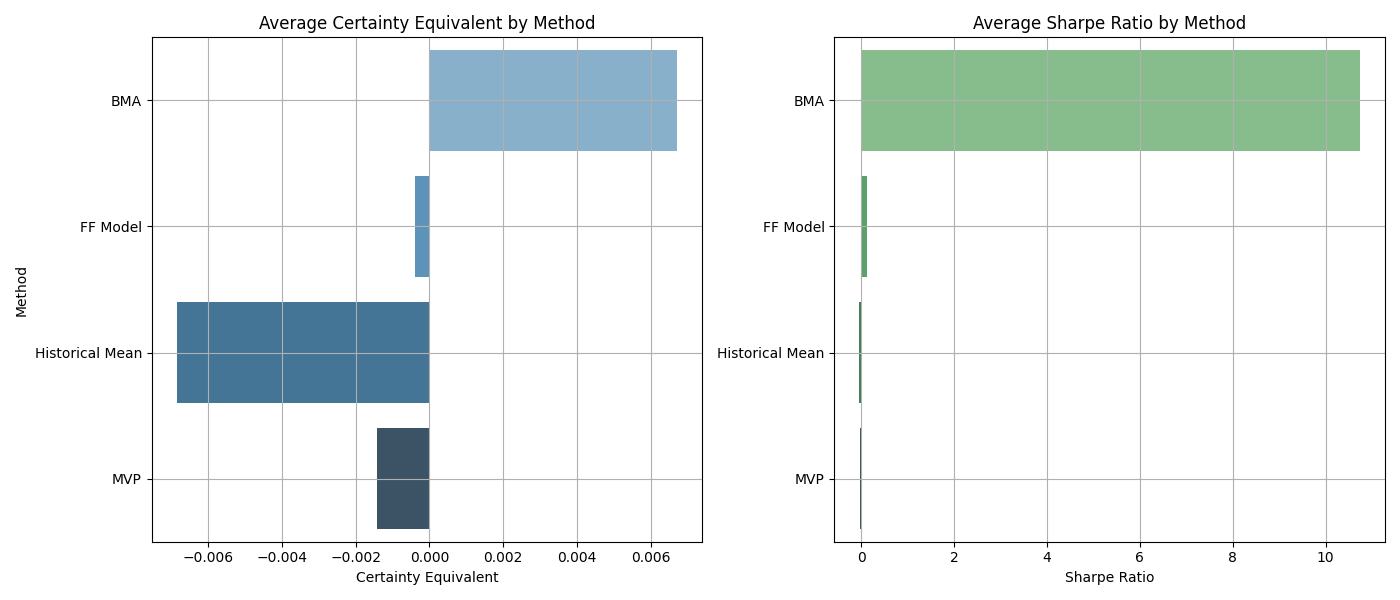 Average Certainty Equivalent by Method
Method
BMA
FF Model
Historical Mean
MVP
−0.006 −0.004 −0.002 0.000 0.002 0.004 0.006
Certainty Equivalent
Average Sharpe Ratio by Method
BMA
FF Model
Historical Mean
MVP
0 2 4 6 8 10
Sharpe Ratio